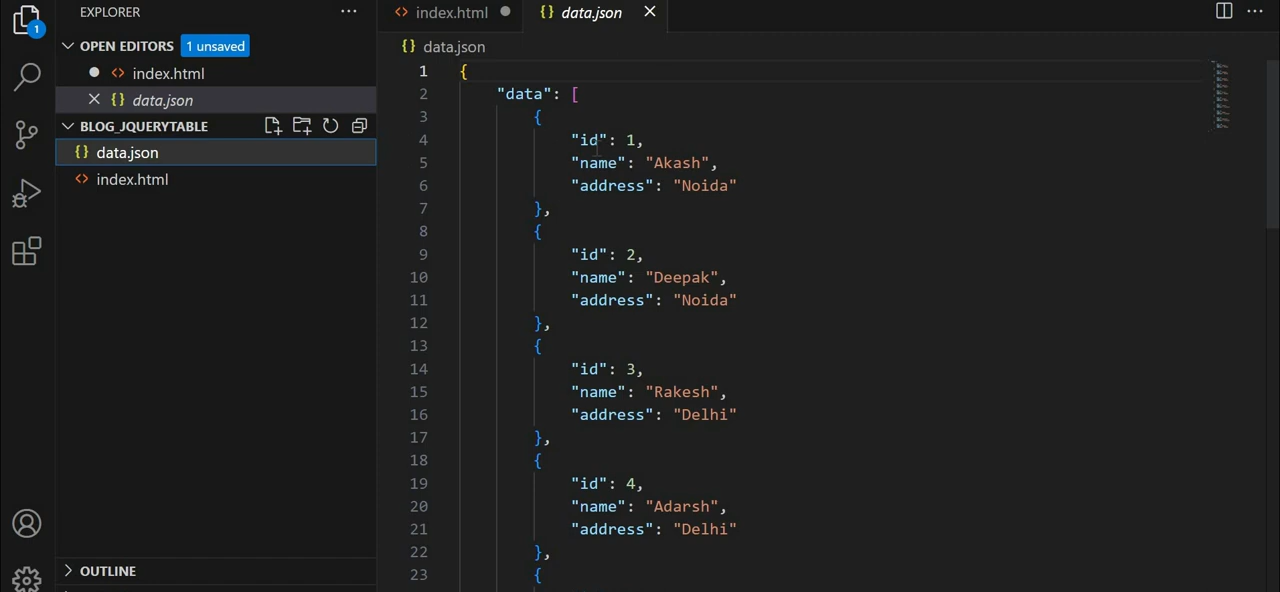 EXPLORER
OPEN EDITORS 1 unsaved
index.html
data.json
BLOG_JQUERYTABLE
data.json
index.html
OUTLINE
1
index.html
data.json
data.json
1 {
2 "data": [
3 {
4 "id": 1,
5 "name": "Akash",
6 "address": "Noida"
7 },
8 {
9 "id": 2,
10 "name": "Deepak",
11 "address": "Noida"
12 },
13 {
14 "id": 3,
15 "name": "Rakesh",
16 "address": "Delhi"
17 },
18 {
19 "id": 4,
20 "name": "Adarsh",
21 "address": "Delhi"
22 },
23 {